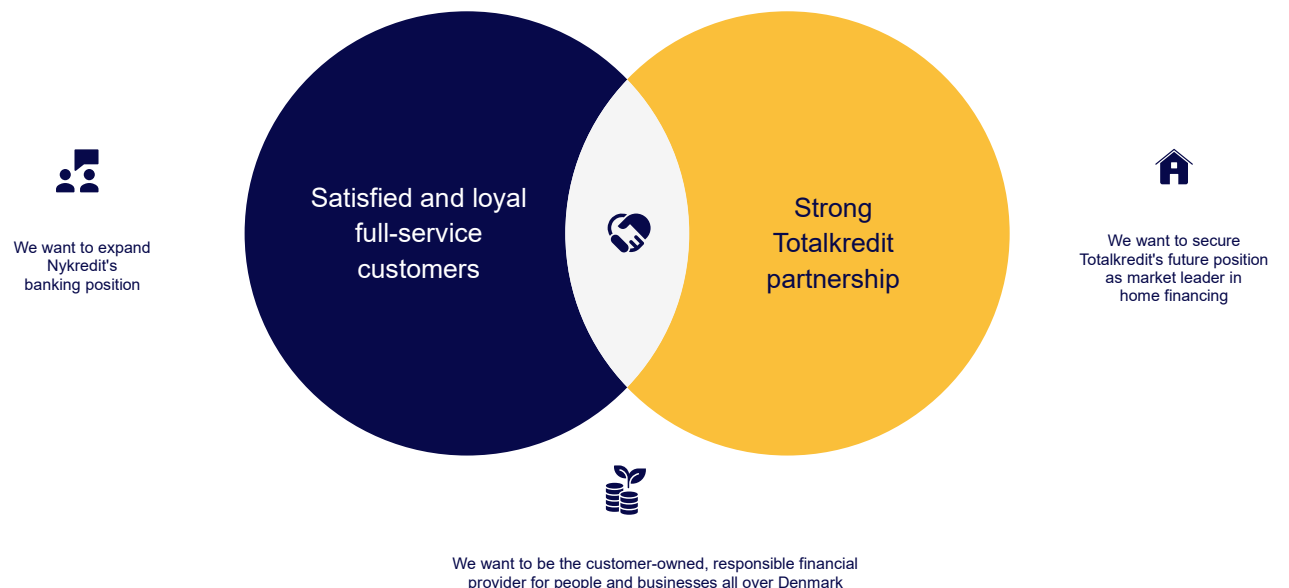 We want to expand
Nykredit's
banking position
Satisfied and loyal
full-service
customers
Strong
Totalkredit
partnership
We want to secure
Totalkredit's future position
as market leader in
home financing
We want to be the customer-owned, responsible financial
provider for people and businesses all over Denmark